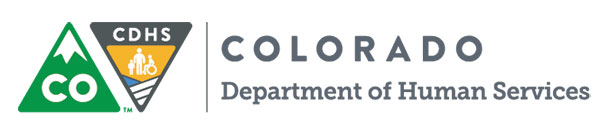 CO
TM
CDHS
COLORADO
Department of Human Services